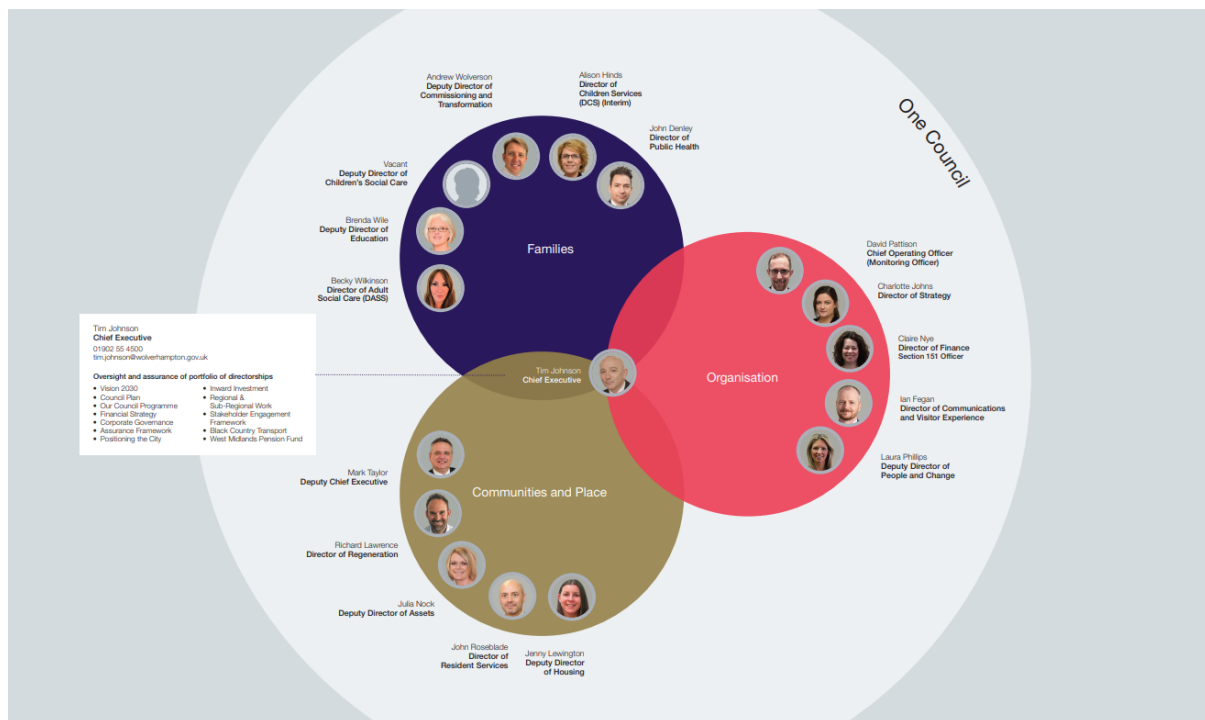 One Council
Andrew Wolverson
Deputy Director of
Commissioning and
Transformation
Alison Hinds
Director of
Children Services
(DCS) (Interim)
John Denley
Director of
Public Health
Vacant
Deputy Director of
Children's Social Care
Brenda Wile
Deputy Director of
Education
Becky Wilkinson
Director of Adult
Social Care (DASS)
Families
David Pattison
Chief Operating Officer
(Monitoring Officer)
Charlotte Johns
Director of Strategy
Claire Nye
Director of Finance
Section 151 Officer
Ian Fegan
Director of Communications
and Visitor Experience
Laura Phillips
Deputy Director of
People and Change
Organisation
Tim Johnson
Chief Executive
Tim Johnson
Chief Executive
01902 55 4500
tim.johnson@wolverhampton.gov.uk
Oversight and assurance of portfolio of directorships
• Vision 2030
• Council Plan
• Our Council Programme
• Financial Strategy
• Corporate Governance
• Assurance Framework
• Positioning the City
• Inward Investment
• Regional &
Sub-Regional Work
• Stakeholder Engagement
Framework
• Black Country Transport
• West Midlands Pension Fund
Communities and Place
Mark Taylor
Deputy Chief Executive
Richard Lawrence
Director of Regeneration
Julia Nock
Deputy Director of Assets
John Roseblade
Director of
Resident Services
Jenny Lewington
Deputy Director
of Housing